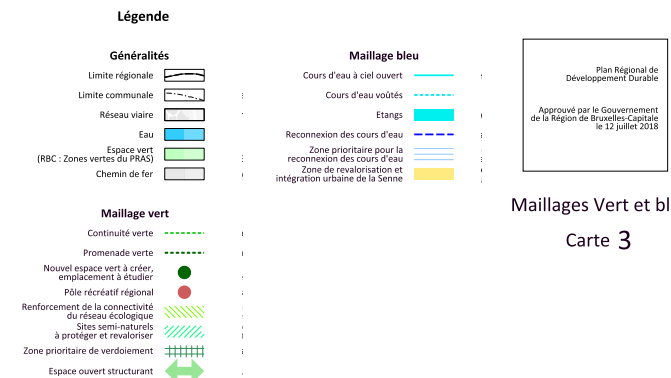 Légende
Généralités
Limite régionale
Limite communale
Réseau viaire
Eau
Espace vert
(RBC : Zones vertes du PRAS)
Chemin de fer
Maillage bleu
Cours d'eau à ciel ouvert
Cours d'eau voûtés
Etangs
Reconnexion des cours d'eau
Zone prioritaire pour la
reconnexion des cours d'eau
Zone de revalorisation et
intégration urbaine de la Senne
Maillage vert
Continuité verte
Promenade verte
Nouvel espace vert à créer,
emplacement à étudier
Pôle récréatif régional
Renforcement de la connectivité
du réseau écologique
Sites semi-naturels
à protéger et revaloriser
Zone prioritaire de verdoiement
Espace ouvert structurant
Plan Régional de
Développement Durable
Approuvé par le Gouvernement
de la Région de Bruxelles-Capitale
le 12 juillet 2018
Maillages Vert et bl
Carte 3